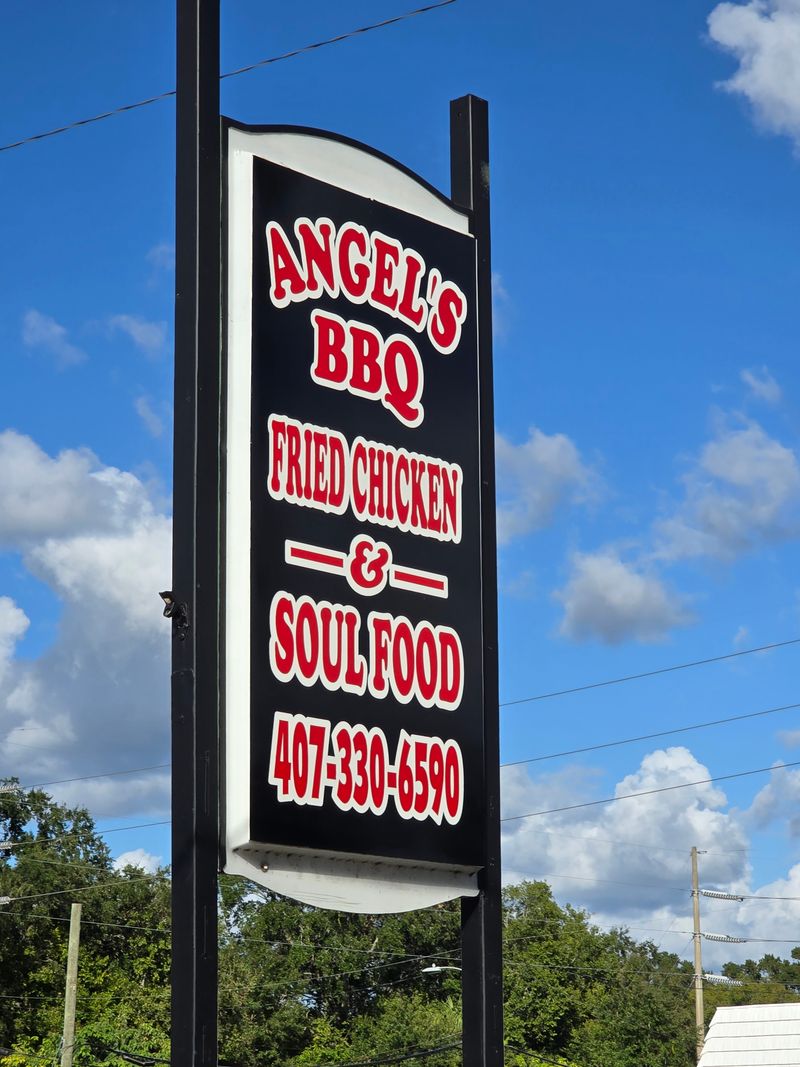 ANGEL'S
BBQ
FRIED CHICKEN
&
SOUL FOOD
407-330-6590